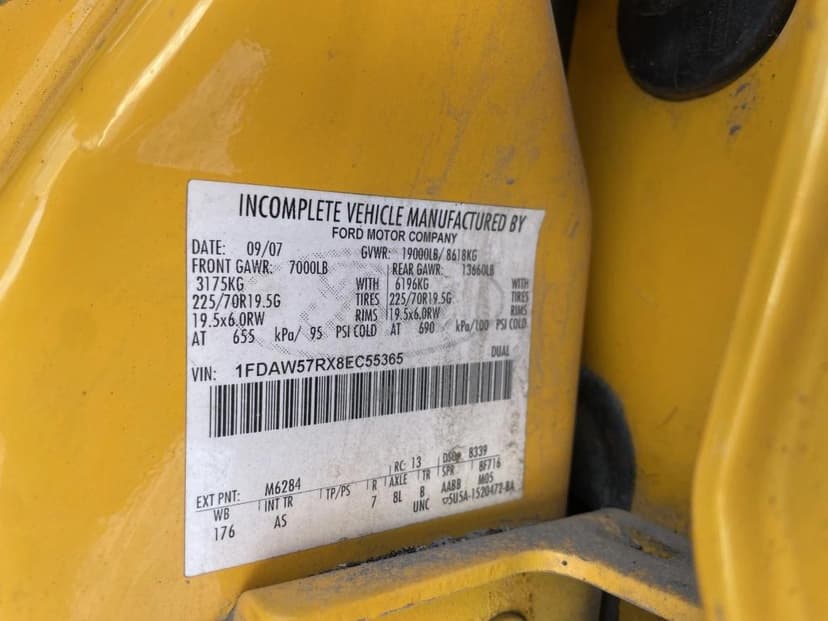 INCOMPLETE VEHICLE MANUFACTURED BY
FORD MOTOR COMPANY
DATE: 09/07 GVWR: 19000LB/ 8618KG
FRONT GAWR: 7000LB REAR GAWR: 13660LB
3175KG WITH 6196KG WITH
225/70R19.5G TIRES 225/70R19.5G TIRES
19.5x6.0RW RIMS 19.5x6.0RW RIMS
AT 655 kPa/ 95 PSI COLD AT 690 kPa/100 PSI COLD
DUAL
VIN: 1FDAW57RX8EC55365
EXT PNT: M6284 RC: 13 DSO: 8339
WB INT TR TP/PS R AXLE TR SPR BF716
176 AS 7 8L B AABB M05
UNC 5U5A-1520472-BA